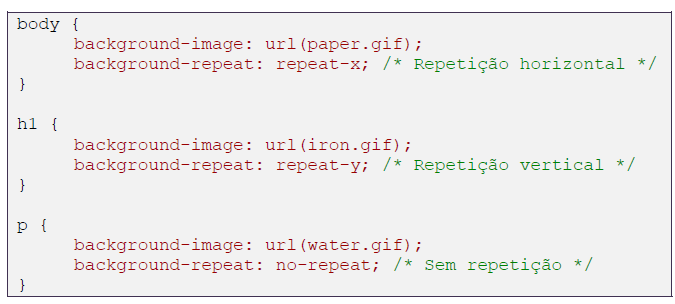 body {
background-image: url(paper.gif);
background-repeat: repeat-x; /* Repetição horizontal */
}
h1 {
background-image: url(iron.gif);
background-repeat: repeat-y; /* Repetição vertical */
}
p {
background-image: url(water.gif);
background-repeat: no-repeat; /* Sem repetição */
}